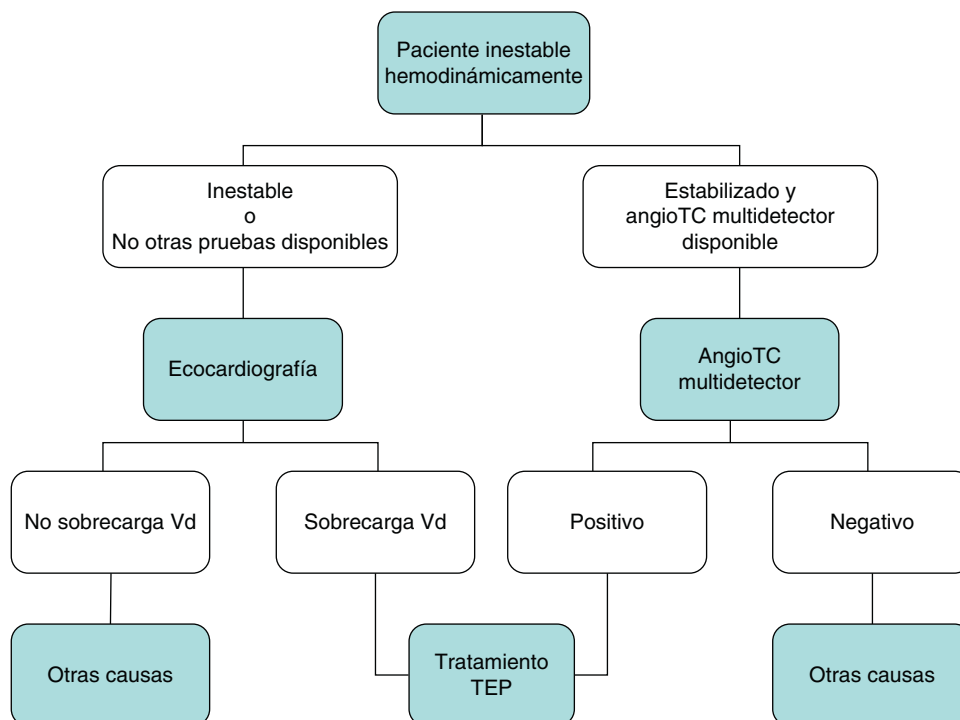 Paciente inestable
hemodinámicamente
Inestable
o
No otras pruebas disponibles
Estabilizado y
angioTC multidetector
disponible
Ecocardiografía
AngioTC
multidetector
No sobrecarga Vd
Sobrecarga Vd
Positivo
Negativo
Otras causas
Tratamiento
TEP
Otras causas